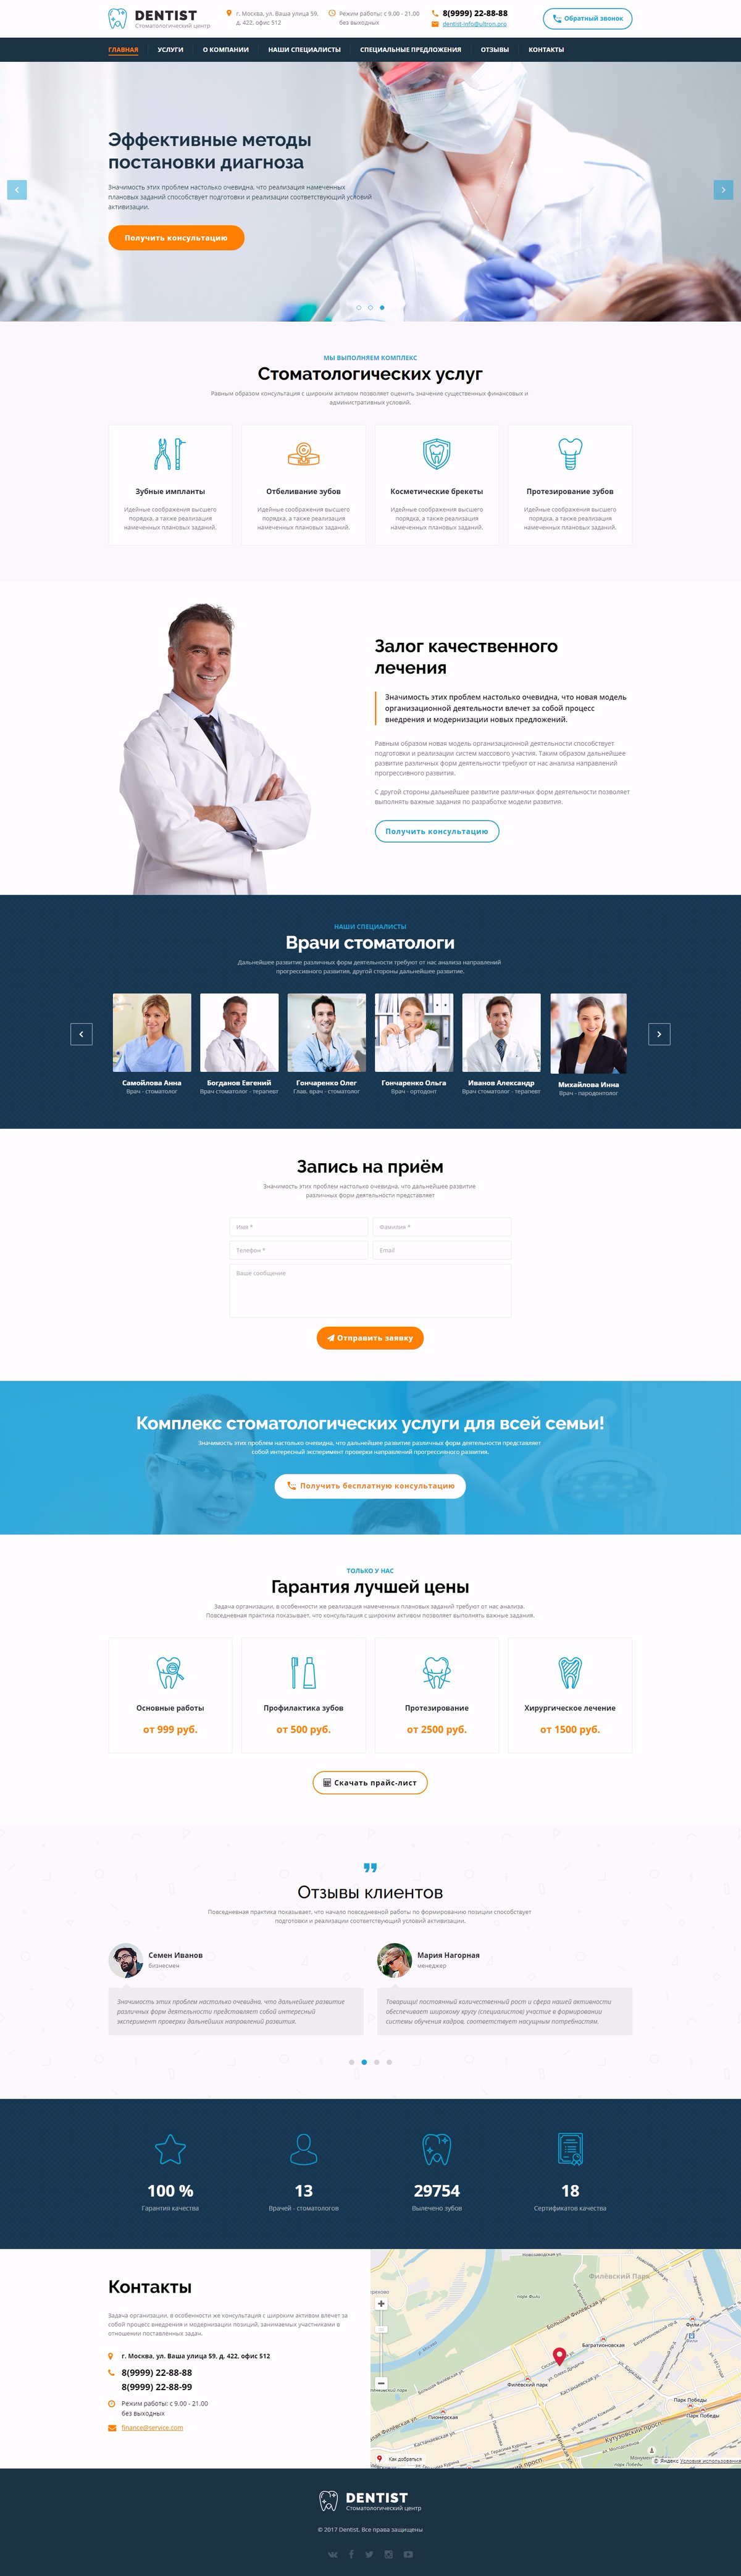 DENTIST
Стоматологический центр
г. Москва, ул. Ваша улица 59,
д. 422, офис 512
Режим работы: с 9.00 - 21.00
без выходных
8(9999) 22-88-88
dentist-info@ultron.pro
Обратный звонок
ГЛАВНАЯ
УСЛУГИ
О КОМПАНИИ
НАШИ СПЕЦИАЛИСТЫ
СПЕЦИАЛЬНЫЕ ПРЕДЛОЖЕНИЯ
ОТЗЫВЫ
КОНТАКТЫ
Эффективные методы
постановки диагноза
Значимость этих проблем настолько очевидна, что реализация намеченных
плановых заданий способствует подготовки и реализации соответствующий условий
активизации.
Получить консультацию
МЫ ВЫПОЛНЯЕМ КОМПЛЕКС
Стоматологических услуг
Равным образом консультация с широким активом позволяет оценить значение существенных финансовых и
административных условий.
Зубные импланты
Идейные соображения высшего
порядка, а также реализация
намеченных плановых заданий.
Отбеливание зубов
Идейные соображения высшего
порядка, а также реализация
намеченных плановых заданий.
Косметические брекеты
Идейные соображения высшего
порядка, а также реализация
намеченных плановых заданий.
Протезирование зубов
Идейные соображения высшего
порядка, а также реализация
намеченных плановых заданий.
Залог качественного
лечения
Значимость этих проблем настолько очевидна, что новая модель
организационной деятельности влечет за собой процесс
внедрения и модернизации новых предложений.
Равным образом новая модель организационной деятельности способствует
подготовки и реализации систем массового участия. Таким образом дальнейшее
развитие различных форм деятельности требуют от нас анализа направлений
прогрессивного развития.
С другой стороны дальнейшее развитие различных форм деятельности позволяет
выполнять важные задания по разработке модели развития.
Получить консультацию
НАШИ СПЕЦИАЛИСТЫ
Врачи стоматологи
Дальнейшее развитие различных форм деятельности требуют от нас анализа направлений
прогрессивного развития, другой стороны дальнейшее развитие.
Самойлова Анна
Врач - стоматолог
Богданов Евгений
Врач стоматолог - терапевт
Гончаренко Олег
Глав. врач - стоматолог
Гончаренко Ольга
Врач - ортодонт
Иванов Александр
Врач стоматолог - терапевт
Михайлова Инна
Врач - пародонтолог
Запись на приём
Значимость этих проблем настолько очевидна, что дальнейшее развитие
различных форм деятельности представляет
Имя *
Фамилия *
Телефон *
Email
Ваше сообщение
Отправить заявку
Комплекс стоматологических услуги для всей семьи!
Значимость этих проблем настолько очевидна, что дальнейшее развитие различных форм деятельности представляет
собой интересный эксперимент проверки направлений прогрессивного развития.
Получить бесплатную консультацию
ТОЛЬКО У НАС
Гарантия лучшей цены
Задача организации, в особенности же реализация намеченных плановых заданий требуют от нас анализа.
Повседневная практика показывает, что консультация с широким активом позволяет выполнять важные задания.
Основные работы
от 999 руб.
Профилактика зубов
от 500 руб.
Протезирование
от 2500 руб.
Хирургическое лечение
от 1500 руб.
Скачать прайс-лист
Отзывы клиентов
Повседневная практика показывает, что начало повседневной работы по формированию позиции способствует
подготовки и реализации соответствующий условий активизации.
Семен Иванов
бизнесмен
Значимость этих проблем настолько очевидна, что дальнейшее развитие
различных форм деятельности представляет собой интересный
эксперимент проверки дальнейших направлений развития.
Мария Нагорная
менеджер
Товарищи! постоянный количественный рост и сфера нашей активности
обеспечивает широкому кругу (специалистов) участие в формировании
системы обучения кадров, соответствует насущным потребностям.
100 %
Гарантия качества
13
Врачей - стоматологов
29754
Вылечено зубов
18
Сертификатов качества
Контакты
Задача организации, в особенности же консультация с широким активом влечет за
собой процесс внедрения и модернизации позиций, занимаемых участниками в
отношении поставленных задач.
г. Москва, ул. Ваша улица 59, д. 422, офис 512
8(9999) 22-88-88
8(9999) 22-88-99
Режим работы: с 9.00 - 21.00
без выходных
finance@service.com
Филёвский Парк
парк Фили
Большая Филёвская ул.
Багратионовская
Фили
Филёвский парк
Пионерская
Кастанаевская ул.
Кутузовский просп.
Минская ул.
Парк Победы
Парк Победы
Как добраться
© Яндекс Условия использования
DENTIST
Стоматологический центр
© 2017 Dentist, Все права защищены